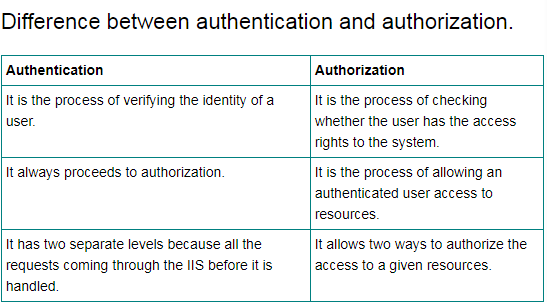 Difference between authentication and authorization.
Authentication
Authorization
It is the process of verifying the identity of a
user.
It is the process of checking
whether the user has the access
rights to the system.
It always proceeds to authorization.
It is the process of allowing an
authenticated user access to
resources.
It has two separate levels because all the
requests coming through the IIS before it is
handled.
It allows two ways to authorize the
access to a given resources.